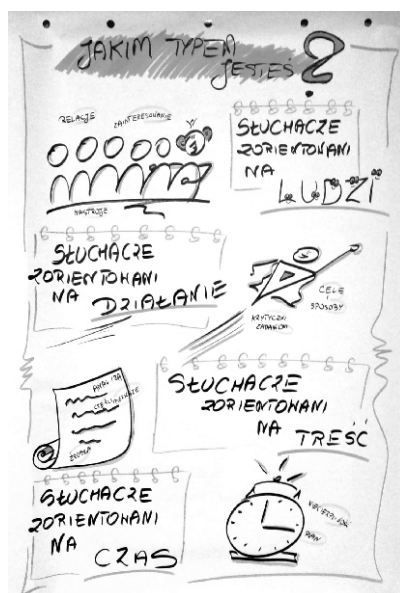 JAKIM TYPEM
JESTEŚ?
RELACJE
ZAINTERESOWANIE
NASTROJE
SŁUCHACZE
ZORIENTOWANI
NA
LUDZI
SŁUCHACZE
ZORIENTOWANI
NA DZIAŁANIE
CELE
SPOSOBY
SŁUCHACZE
ZORIENTOWANI
NA TREŚĆ
SŁUCHACZE
ZORIENTOWANI
NA CZAS